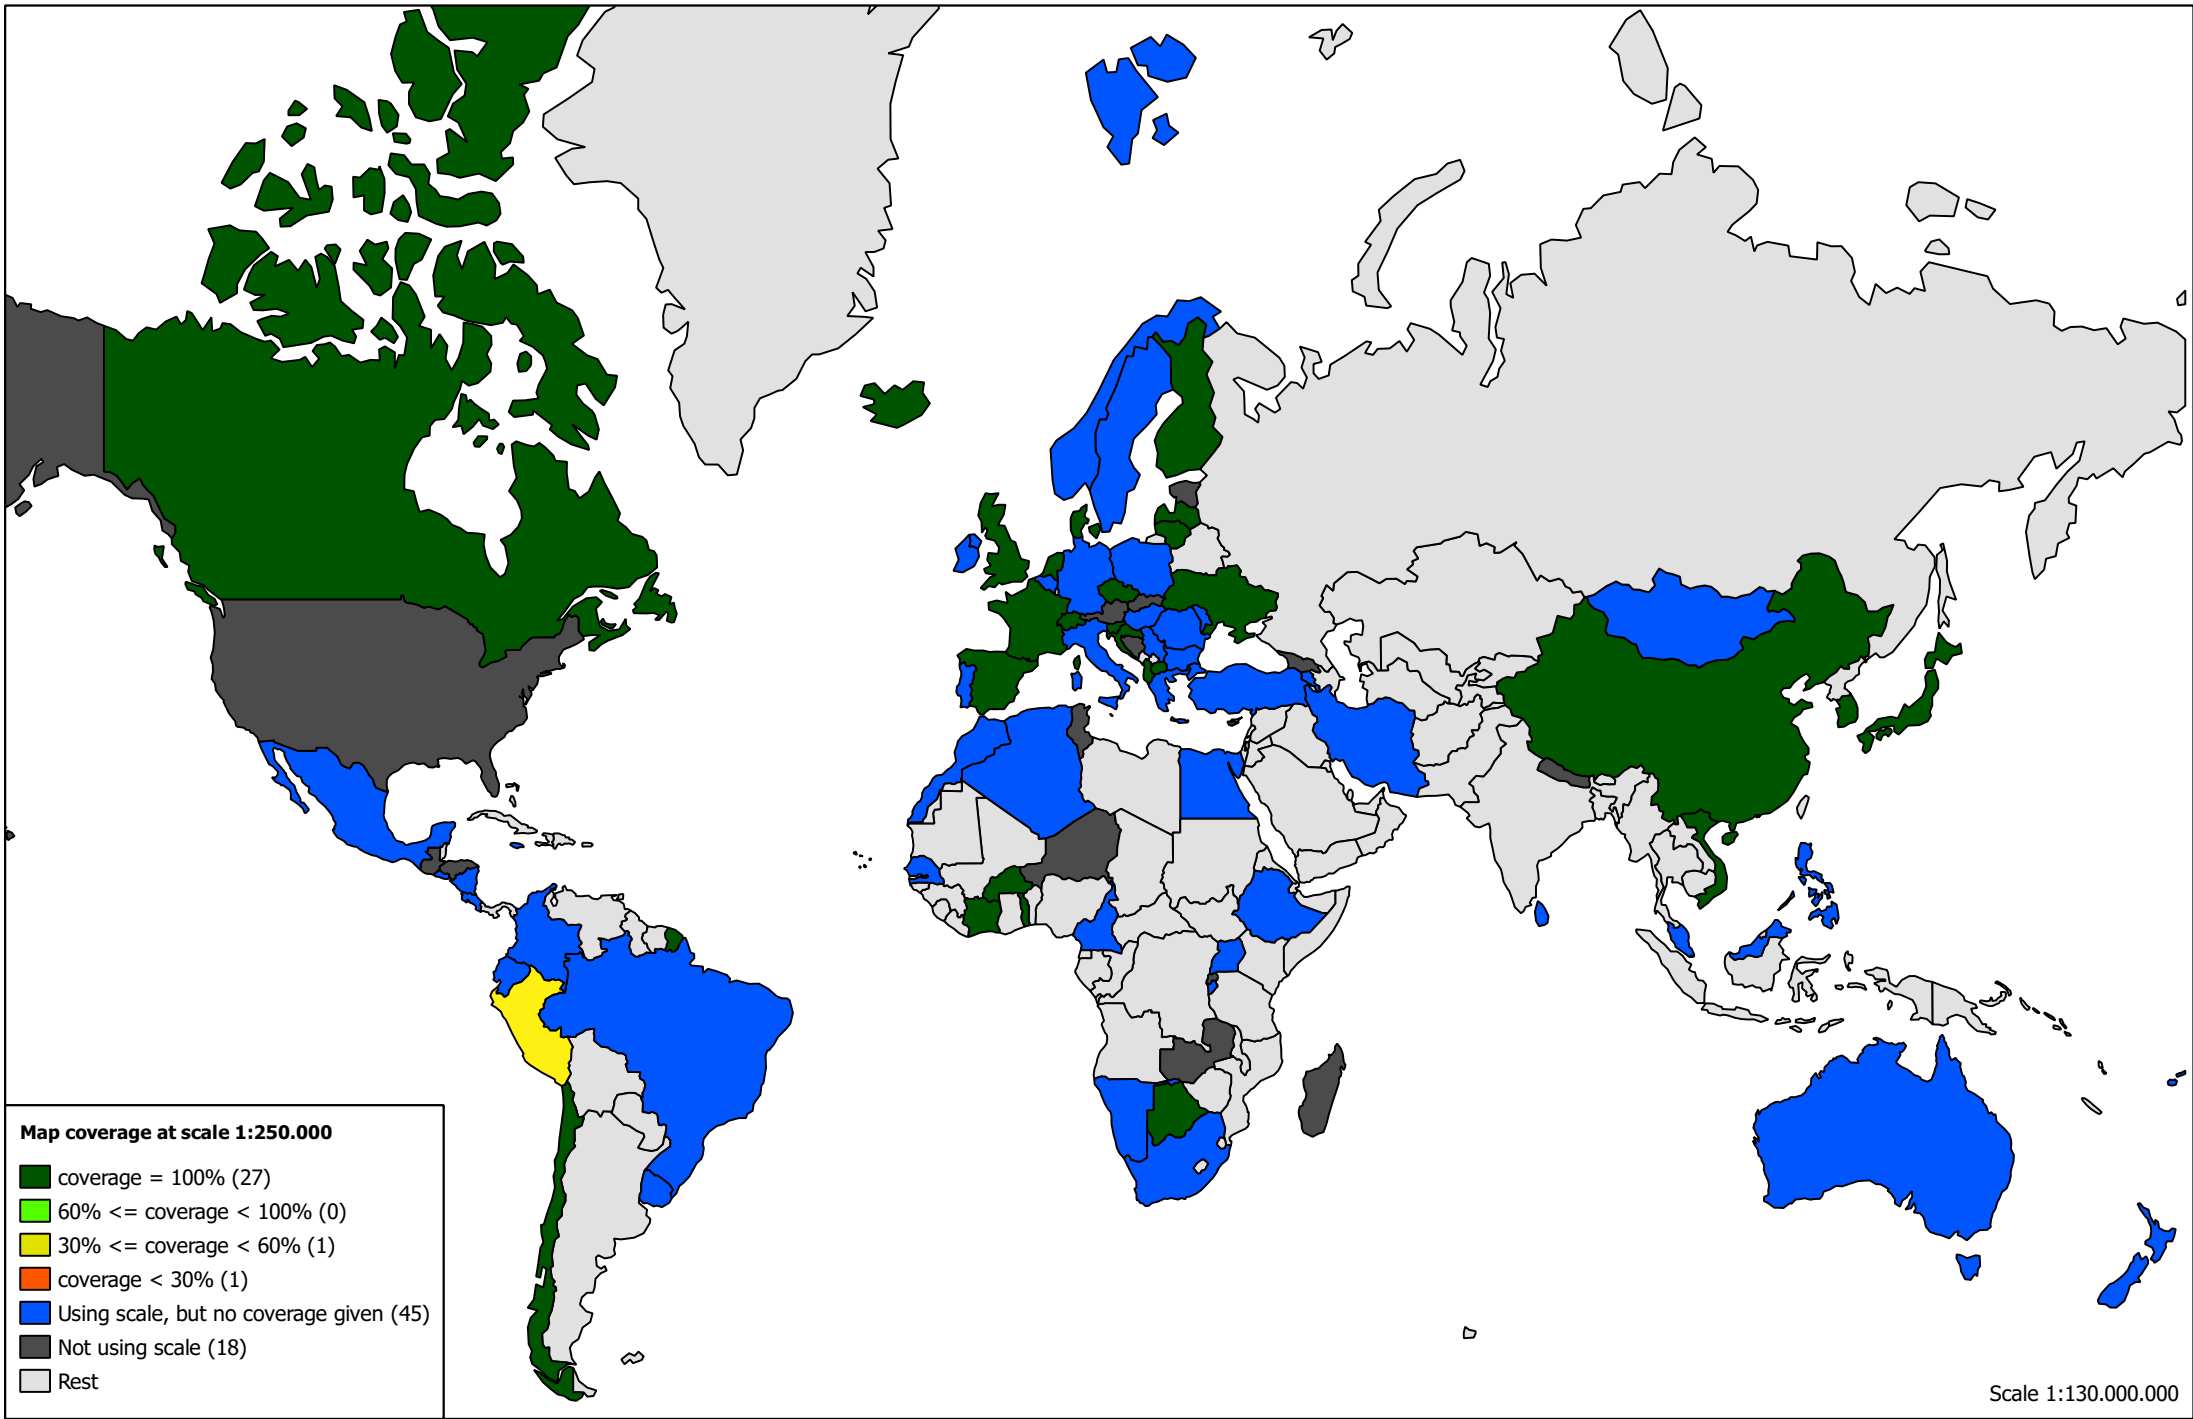 Map coverage at scale 1:250.000
coverage = 100% (27)
60% <= coverage < 100% (0)
30% <= coverage < 60% (1)
coverage < 30% (1)
Using scale, but no coverage given (45)
Not using scale (18)
Rest
Scale 1:130.000.000